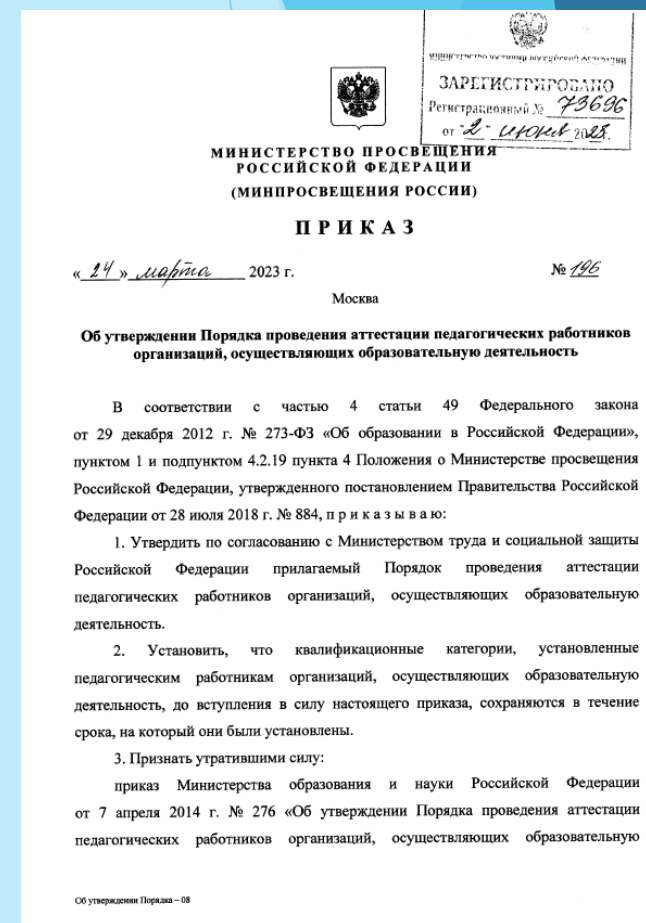 МИНИСТЕРСТВО ЮСТИЦИИ РОССИЙСКОЙ ФЕДЕРАЦИИ
ЗАРЕГИСТРИРОВАНО
Регистрационный № 73696
от "2" июня 2023.
МИНИСТЕРСТВО ПРОСВЕЩЕНИЯ
РОССИЙСКОЙ ФЕДЕРАЦИИ
(МИНПРОСВЕЩЕНИЯ РОССИИ)
ПРИКАЗ
«24» марта 2023 г. № 196
Москва
Об утверждении Порядка проведения аттестации педагогических работников
организаций, осуществляющих образовательную деятельность
В соответствии с частью 4 статьи 49 Федерального закона
от 29 декабря 2012 г. № 273-ФЗ «Об образовании в Российской Федерации»,
пунктом 1 и подпунктом 4.2.19 пункта 4 Положения о Министерстве просвещения
Российской Федерации, утвержденного постановлением Правительства Российской
Федерации от 28 июля 2018 г. № 884, п р и к а з ы в а ю:
1. Утвердить по согласованию с Министерством труда и социальной защиты
Российской Федерации прилагаемый Порядок проведения аттестации
педагогических работников организаций, осуществляющих образовательную
деятельность.
2. Установить, что квалификационные категории, установленные
педагогическим работникам организаций, осуществляющих образовательную
деятельность, до вступления в силу настоящего приказа, сохраняются в течение
срока, на который они были установлены.
3. Признать утратившими силу:
приказ Министерства образования и науки Российской Федерации
от 7 апреля 2014 г. № 276 «Об утверждении Порядка проведения аттестации
педагогических работников организаций, осуществляющих образовательную
Об утверждении Порядка – 08